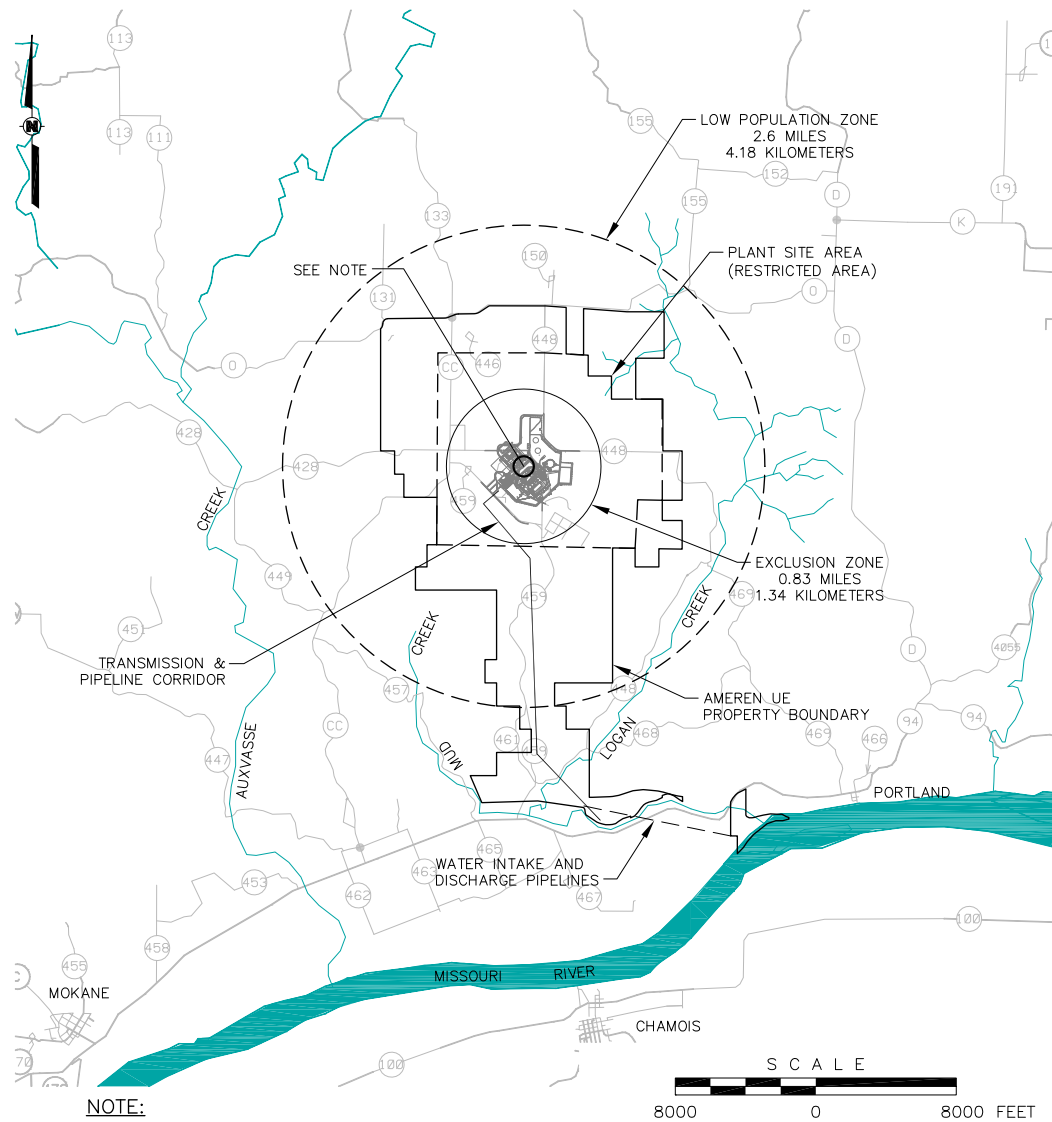 113
113
111
N
155
LOW POPULATION ZONE
2.6 MILES
4.18 KILOMETERS
152
155
191
D
K
133
150
SEE NOTE
PLANT SITE AREA
(RESTRICTED AREA)
131
O
448
D
CC
446
O
428
428
448
459
CREEK
EXCLUSION ZONE
0.83 MILES
1.34 KILOMETERS
449
469
459
CREEK
CREEK
451
D
4055
TRANSMISSION &
PIPELINE CORRIDOR
457
448
AMEREN UE
PROPERTY BOUNDARY
CC
94
94
461
468
469
466
LOGAN
MUD
447
AUXVASSE
PORTLAND
465
WATER INTAKE AND
DISCHARGE PIPELINES
463
453
462
467
100
458
455
MISSOURI RIVER
MOKANE
CHAMOIS
100
SCALE
NOTE:
8000 0 8000 FEET